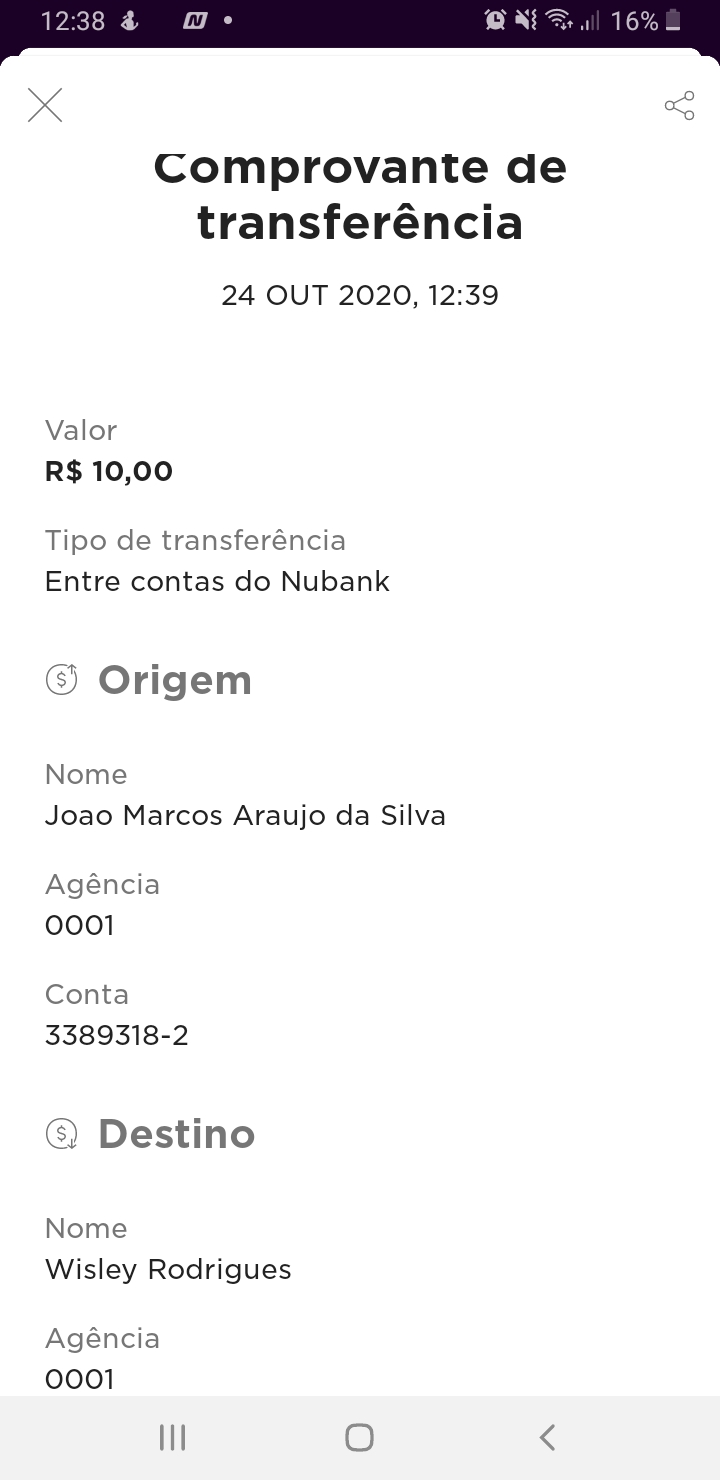 12:38
16%
Comprovante de
transferência
24 OUT 2020, 12:39
Valor
R$ 10,00
Tipo de transferência
Entre contas do Nubank
Origem
Nome
Joao Marcos Araujo da Silva
Agência
0001
Conta
3389318-2
Destino
Nome
Wisley Rodrigues
Agência
0001